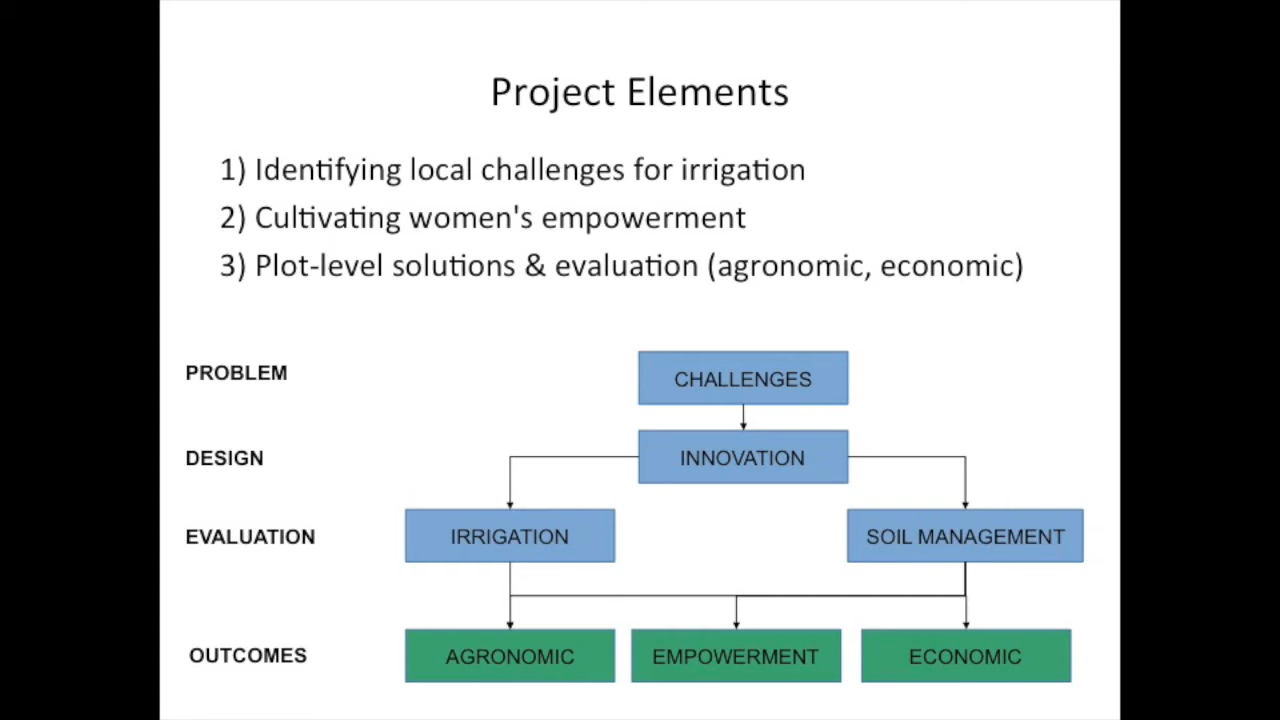 Project Elements
1) Identifying local challenges for irrigation
2) Cultivating women's empowerment
3) Plot-level solutions & evaluation (agronomic, economic)
PROBLEM
CHALLENGES
DESIGN
INNOVATION
EVALUATION
IRRIGATION
SOIL MANAGEMENT
OUTCOMES
AGRONOMIC
EMPOWERMENT
ECONOMIC